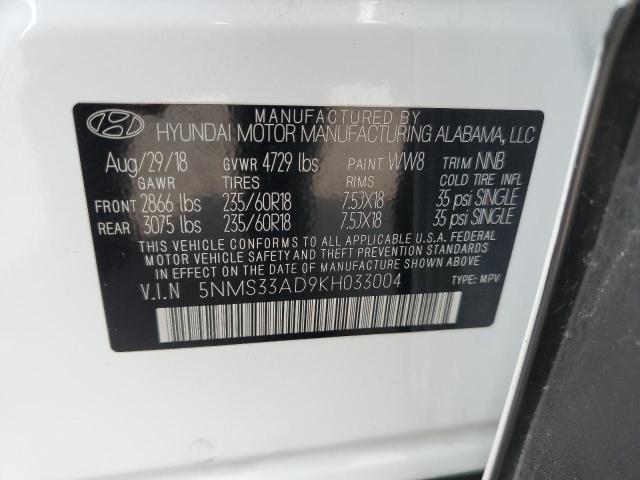 MANUFACTURED BY
HYUNDAI MOTOR MANUFACTURING ALABAMA, LLC
Aug/29/18 GVWR 4729 lbs PAINT WW8 TRIM NNB
GAWR TIRES RIMS COLD TIRE INFL
FRONT 2866 lbs 235/60R18 7.5JX18 35 psi SINGLE
REAR 3075 lbs 235/60R18 7.5JX18 35 psi SINGLE
THIS VEHICLE CONFORMS TO ALL APPLICABLE U.S.A. FEDERAL
MOTOR VEHICLE SAFETY AND THEFT PREVENTION STANDARDS
IN EFFECT ON THE DATE OF MANUFACTURE SHOWN ABOVE.
V.I.N 5NMS33AD9KH033004 TYPE: MPV